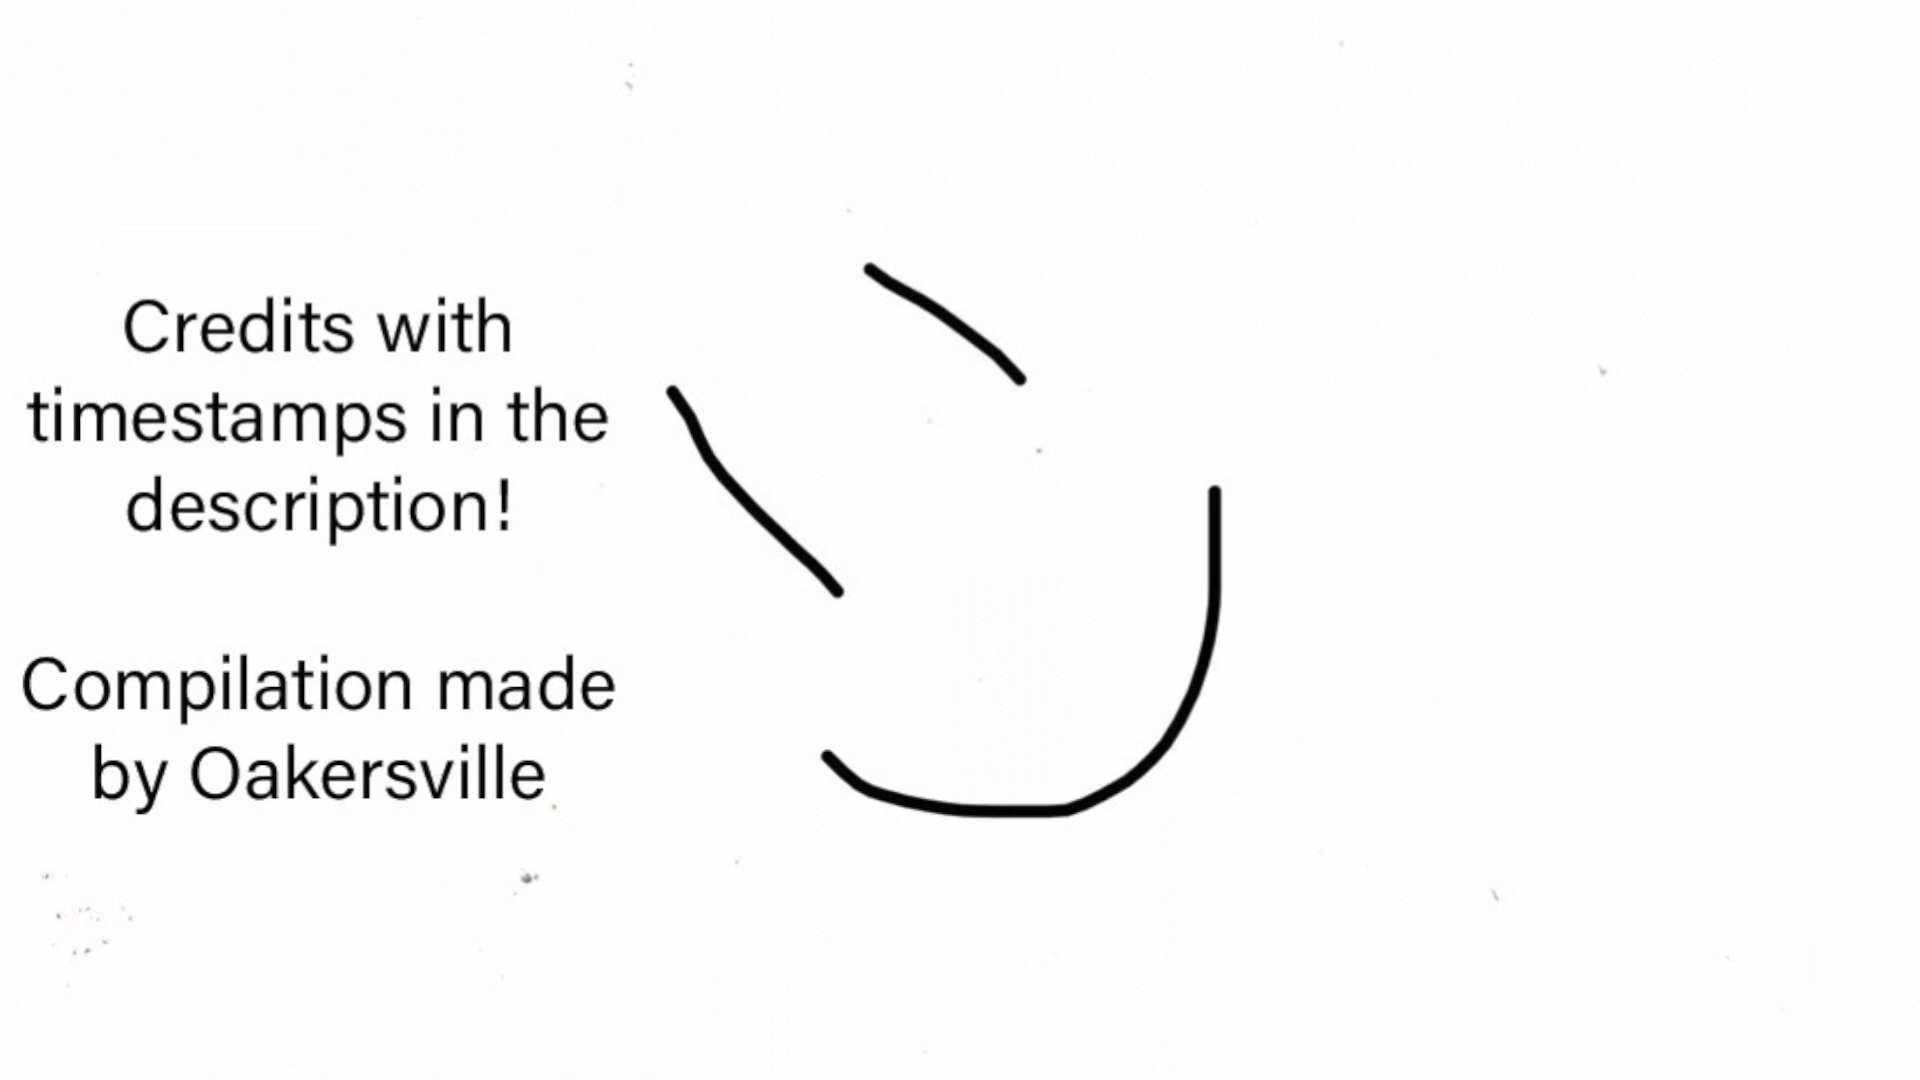 Credits with
timestamps in the
description!
Compilation made
by Oakersville